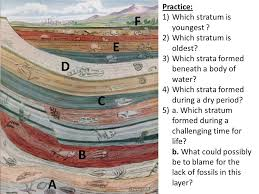 Practice:
1) Which stratum is
youngest ?
2) Which stratum is
oldest?
3) Which strata formed
beneath a body of
water?
4) Which strata formed
during a dry period?
5) a. Which stratum
formed during a
challenging time for
life?
b. What could possibly
be to blame for the
lack of fossils in this
layer?
F
E
D
C
B
A